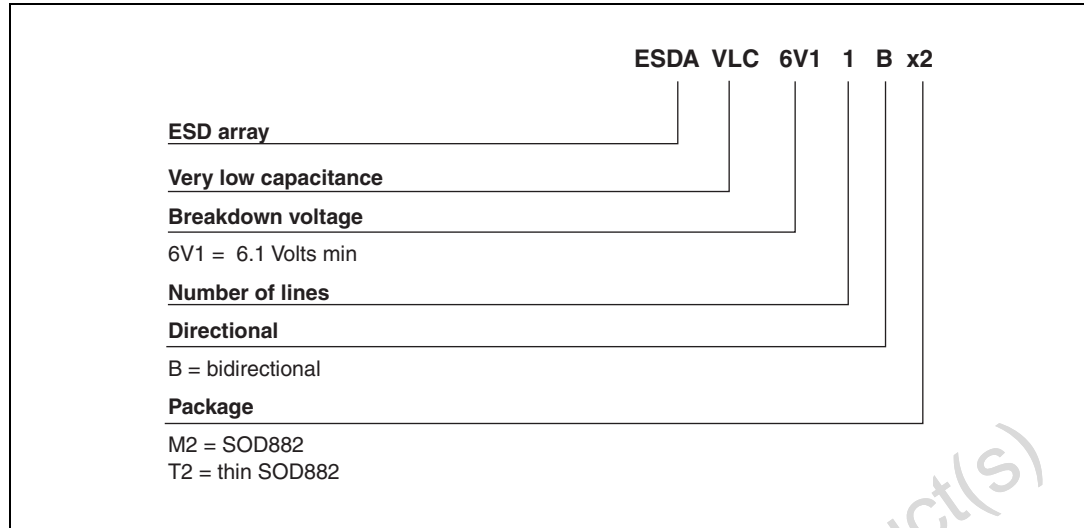 ESDA VLC 6V1 1 B x2
ESD array
Very low capacitance
Breakdown voltage
6V1 = 6.1 Volts min
Number of lines
Directional
B = bidirectional
Package
M2 = SOD882
T2 = thin SOD882